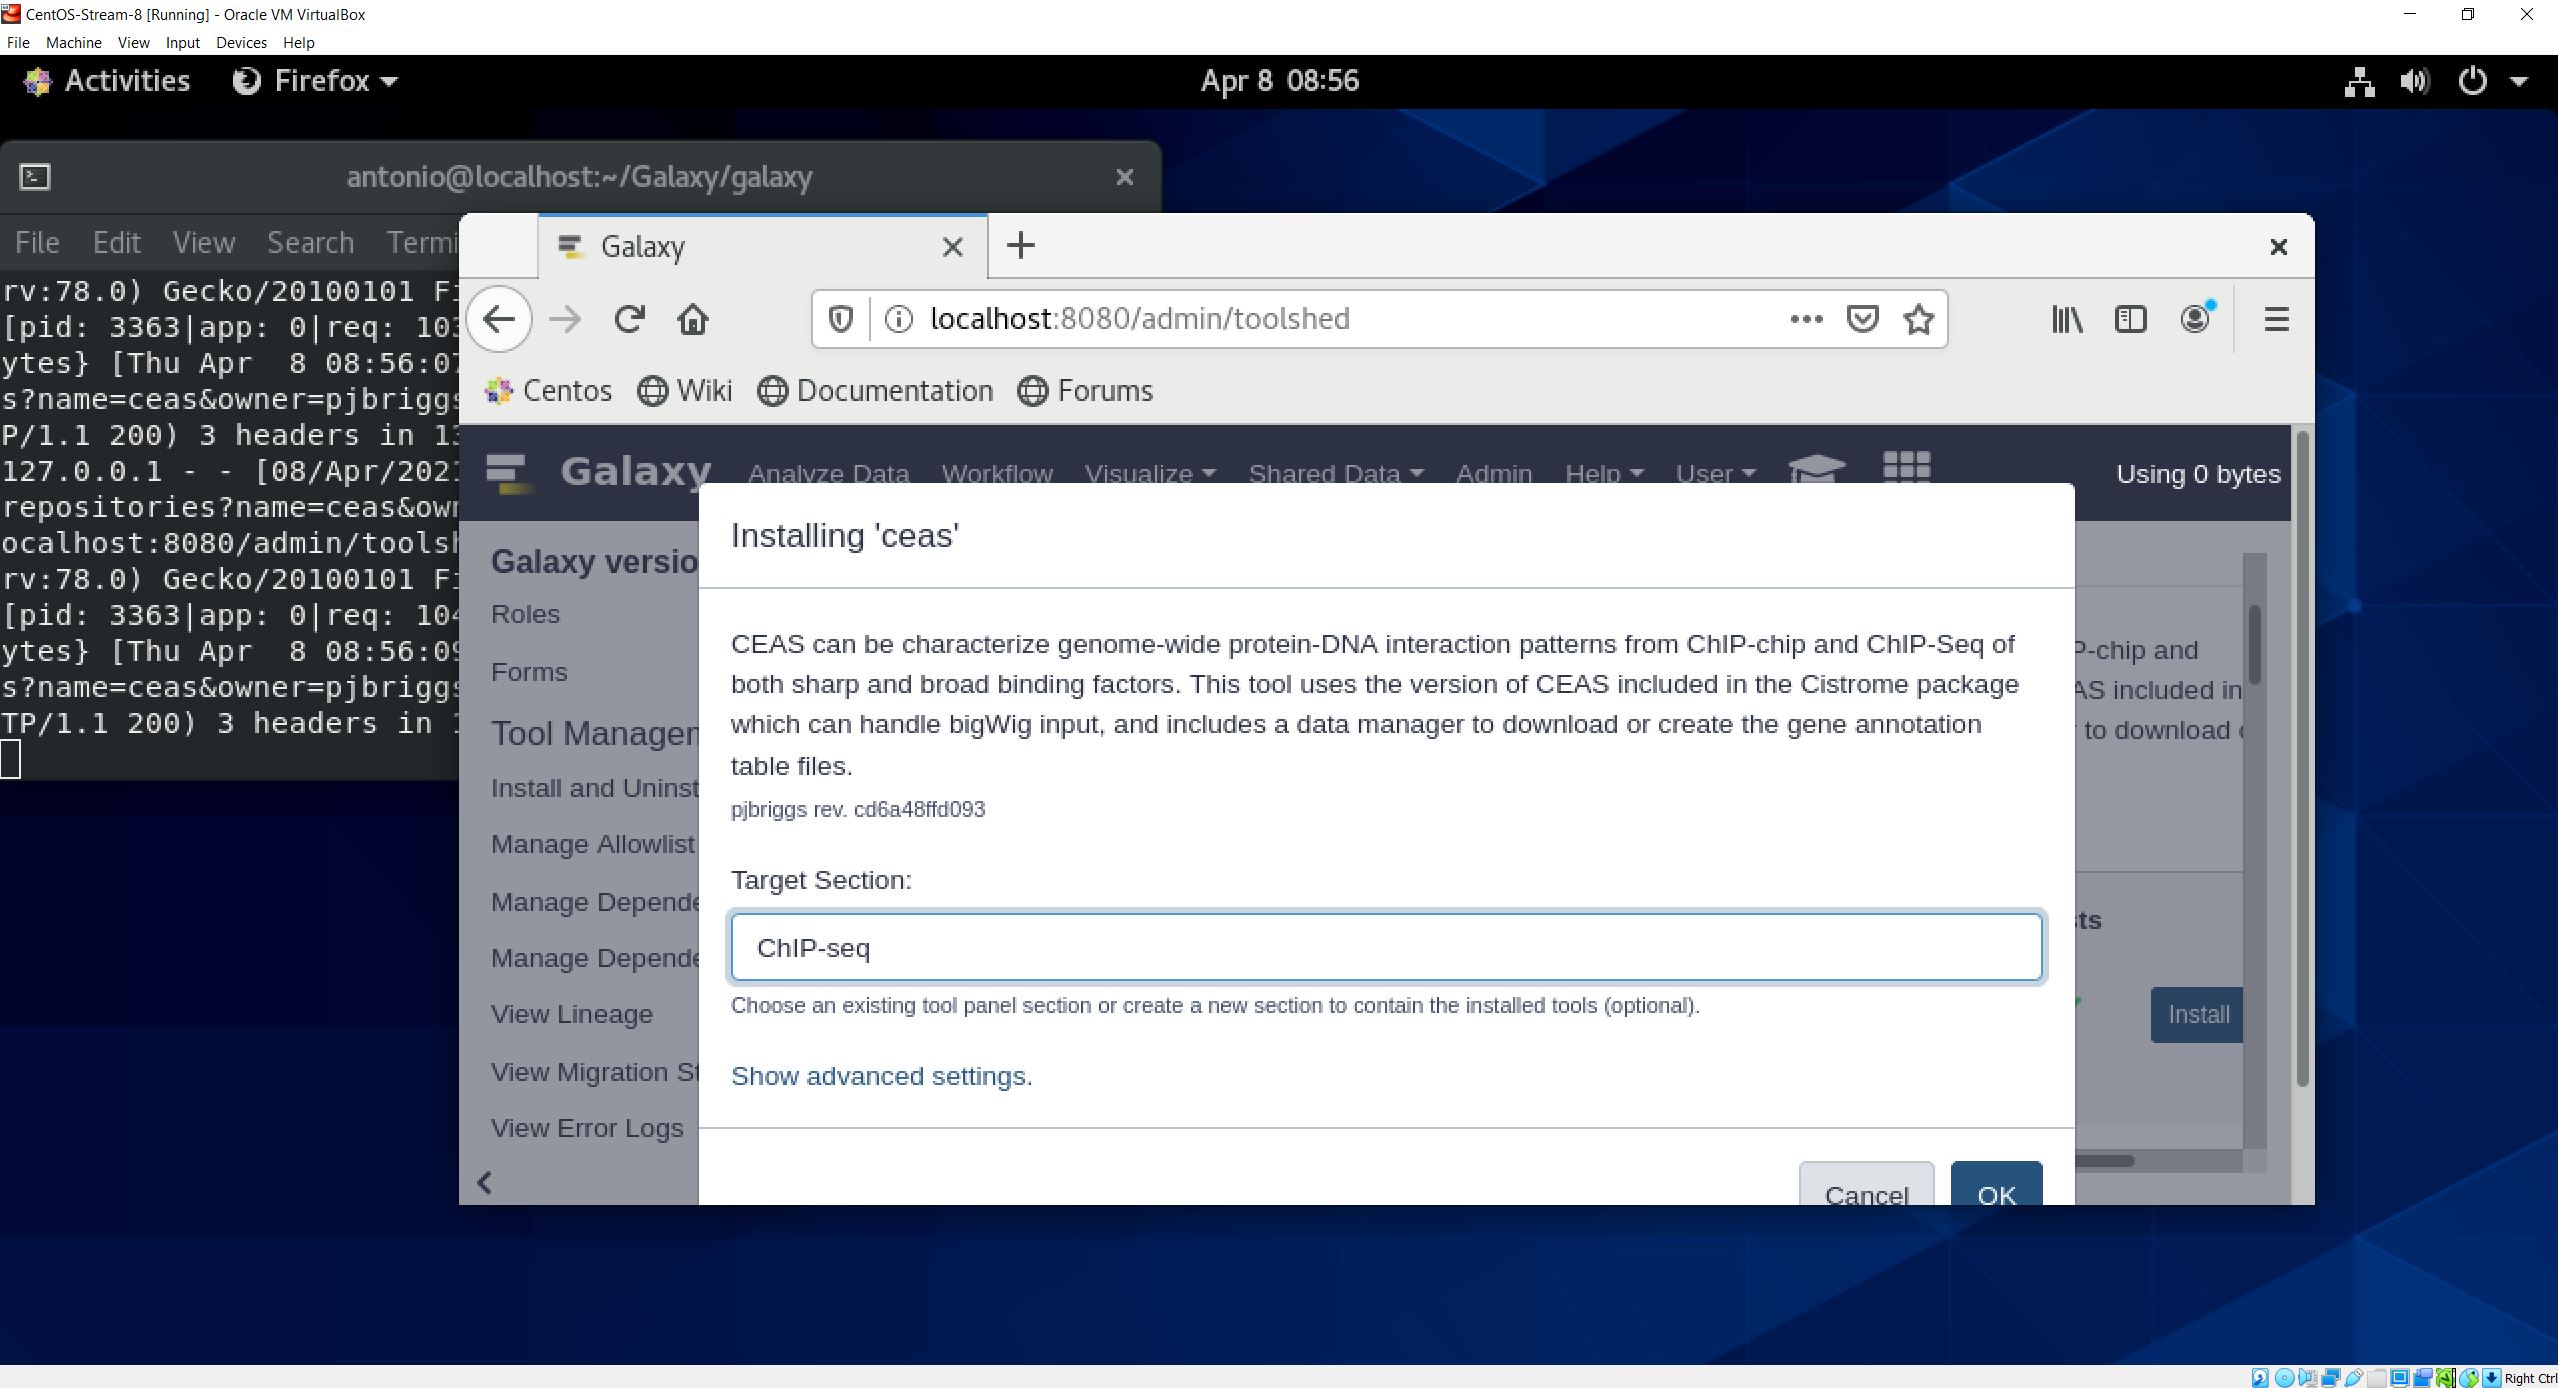 CentOS-Stream-8 [Running] - Oracle VM VirtualBox
File Machine View Input Devices Help
Activities Firefox Apr 8 08:56
antonio@localhost:~/Galaxy/galaxy
File Edit View Search Termi
rv:78.0) Gecko/20100101 Fi
[pid: 3363|app: 0|req: 103
ytes} [Thu Apr  8 08:56:07
s?name=ceas&owner=pjbriggs
P/1.1 200) 3 headers in 13
127.0.0.1 - - [08/Apr/2021
repositories?name=ceas&own
ocalhost:8080/admin/toolsh
rv:78.0) Gecko/20100101 Fi
[pid: 3363|app: 0|req: 104
ytes} [Thu Apr  8 08:56:09
s?name=ceas&owner=pjbriggs
TP/1.1 200) 3 headers in 1
Galaxy
localhost:8080/admin/toolshed
Centos Wiki Documentation Forums
Galaxy Analyze Data Workflow Visualize Shared Data Admin Help User Using 0 bytes
Galaxy versio
Roles
Forms
Tool Managem
Install and Uninst
Manage Allowlist
Manage Depende
Manage Depende
View Lineage
View Migration St
View Error Logs
Installing 'ceas'
CEAS can be characterize genome-wide protein-DNA interaction patterns from ChIP-chip and ChIP-Seq of
both sharp and broad binding factors. This tool uses the version of CEAS included in the Cistrome package
which can handle bigWig input, and includes a data manager to download or create the gene annotation
table files.
pjbriggs rev. cd6a48ffd093
Target Section:
ChIP-seq
Choose an existing tool panel section or create a new section to contain the installed tools (optional).
Show advanced settings.
Cancel OK
P-chip and
AS included in
to download
sts
Install
Right Ctrl